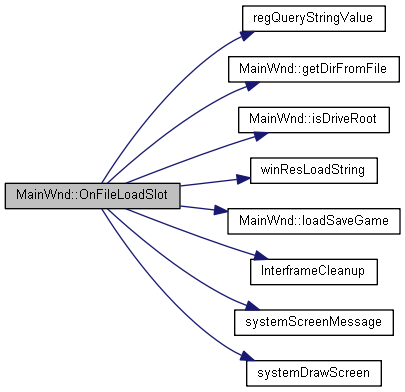 regQueryStringValue
MainWnd::getDirFromFile
MainWnd::isDriveRoot
winResLoadString
MainWnd::OnFileLoadSlot
MainWnd::loadSaveGame
InterframeCleanup
systemScreenMessage
systemDrawScreen